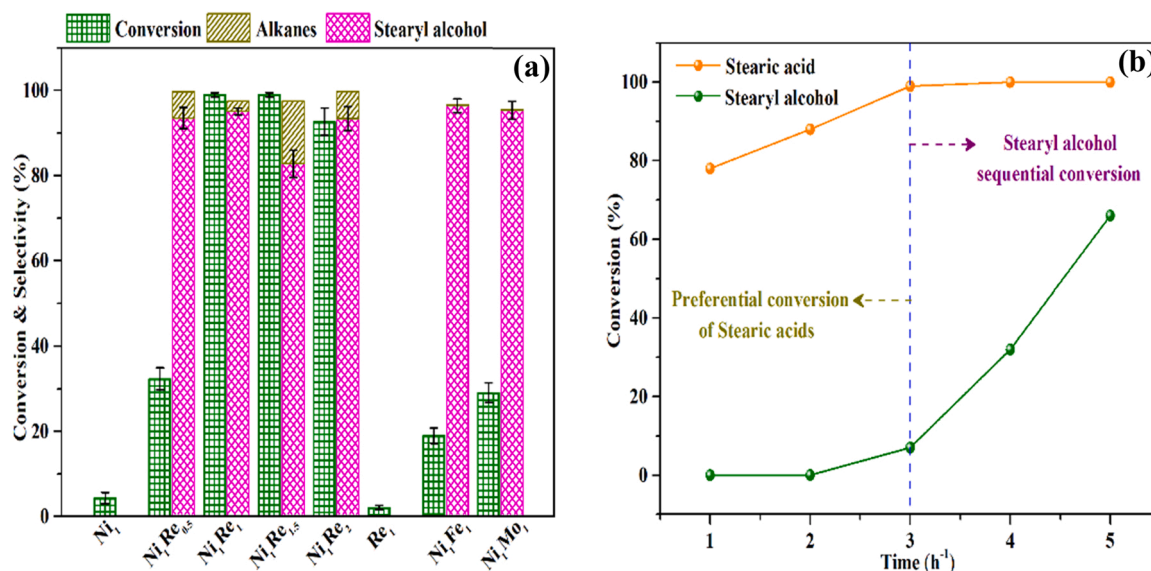 Conversion Alkanes Stearyl alcohol
(a)
Conversion & Selectivity (%)
100
80
60
40
20
0
Ni₁ Ni₁Re₀.₅ Ni₁Re₁ Ni₁Re₁.₅ Ni₁Re₂ Re₁ Ni₁Fe₁ Ni₁Mo₁
(b)
Stearic acid
Stearyl alcohol
Conversion (%)
100
80
60
40
20
0
Stearyl alcohol
sequential conversion
Preferential conversion
of Stearic acids
1 2 3 4 5
Time (h⁻¹)